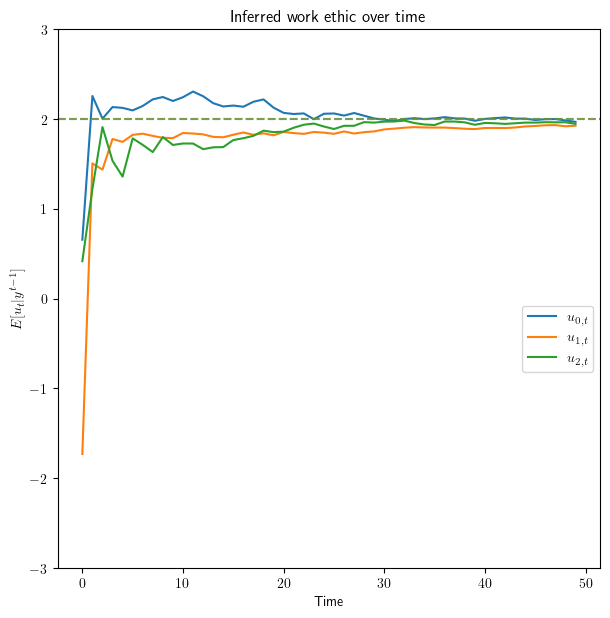 Inferred work ethic over time
E[u_t|y^{t−1}]
3
2
1
0
−1
−2
−3
u_{0,t}
u_{1,t}
u_{2,t}
0 10 20 30 40 50
Time